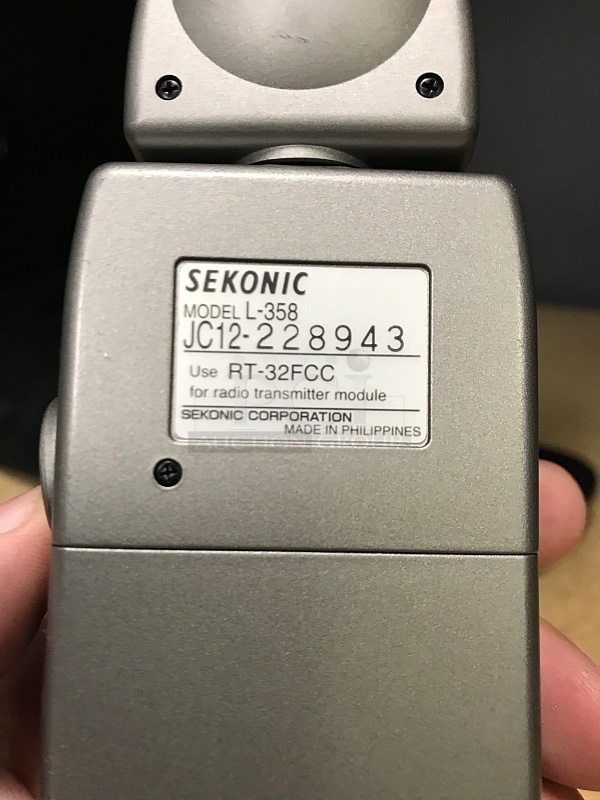 SEKONIC
MODEL L-358
JC12-228943
Use RT-32FCC
for radio transmitter module
SEKONIC CORPORATION
MADE IN PHILIPPINES